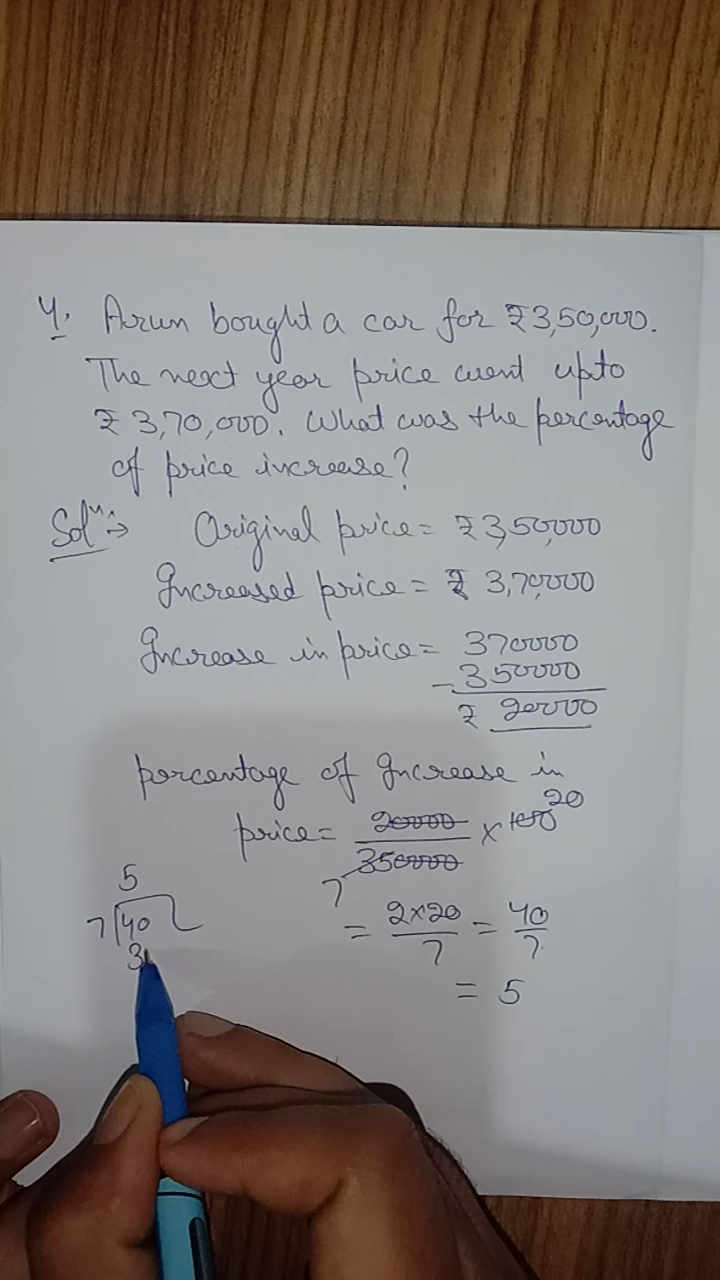 4. Arun bought a car for ₹3,50,000.
The next year price went upto
₹ 3,70,000. What was the percentage
of price increase?
Solⁿ:→ Original price = ₹3,50,000
Increased price = ₹ 3,70,000
Increase in price = 370000
- 350000
₹ 20000
percentage of Increase in
price = 20000/350000 × 100 20
7
= 2×20/7 = 40/7
= 5
5
7)40(
3